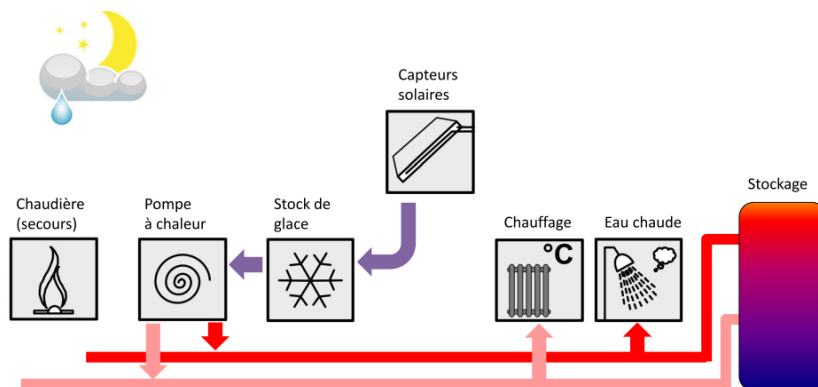 Capteurs
solaires
Stockage
Chaudière
(secours)
Pompe
à chaleur
Stock de
glace
Chauffage
Eau chaude
°C